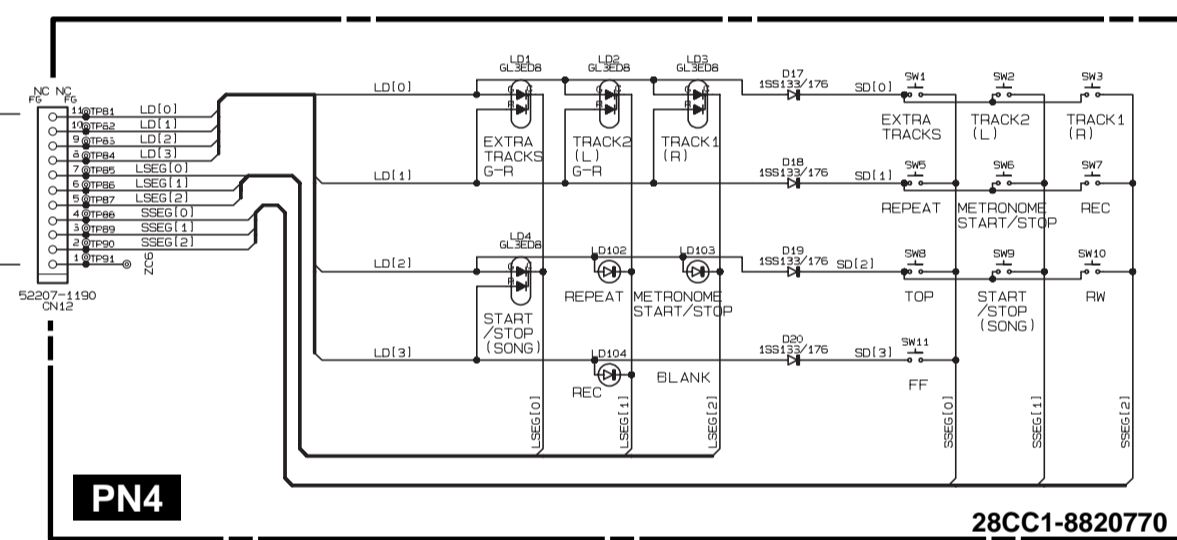 NC NC
FG FG
11 TP81 LD[0]
10 TP82 LD[1]
9 TP83 LD[2]
8 TP84 LD[3]
7 TP85 LSEG[0]
6 TP86 LSEG[1]
5 TP87 LSEG[2]
4 TP88 SSEG[0]
3 TP89 SSEG[1]
2 TP90 SSEG[2]
1 TP91
ZC6
52207-1190
CN12
LD[0]
LD1
GL3ED8
G
R
EXTRA
TRACKS
G-R
LD2
GL3ED8
G
R
TRACK2
(L)
G-R
LD3
GL3ED8
G
R
TRACK1
(R)
D17
1SS133/176
SD[0]
SW1
EXTRA
TRACKS
SW2
TRACK2
(L)
SW3
TRACK1
(R)
LD[1]
D18
1SS133/176
SD[1]
SW5
REPEAT
SW6
METRONOME
START/STOP
SW7
REC
LD[2]
LD4
GL3ED8
G
R
START
/STOP
(SONG)
LD102
REPEAT
LD103
METRONOME
START/STOP
D19
1SS133/176
SD[2]
SW8
TOP
SW9
START
/STOP
(SONG)
SW10
RW
LD[3]
LD104
REC
BLANK
D20
1SS133/176
SD[3]
SW11
FF
LSEG[0]
LSEG[1]
LSEG[2]
SSEG[0]
SSEG[1]
SSEG[2]
PN4
28CC1-8820770